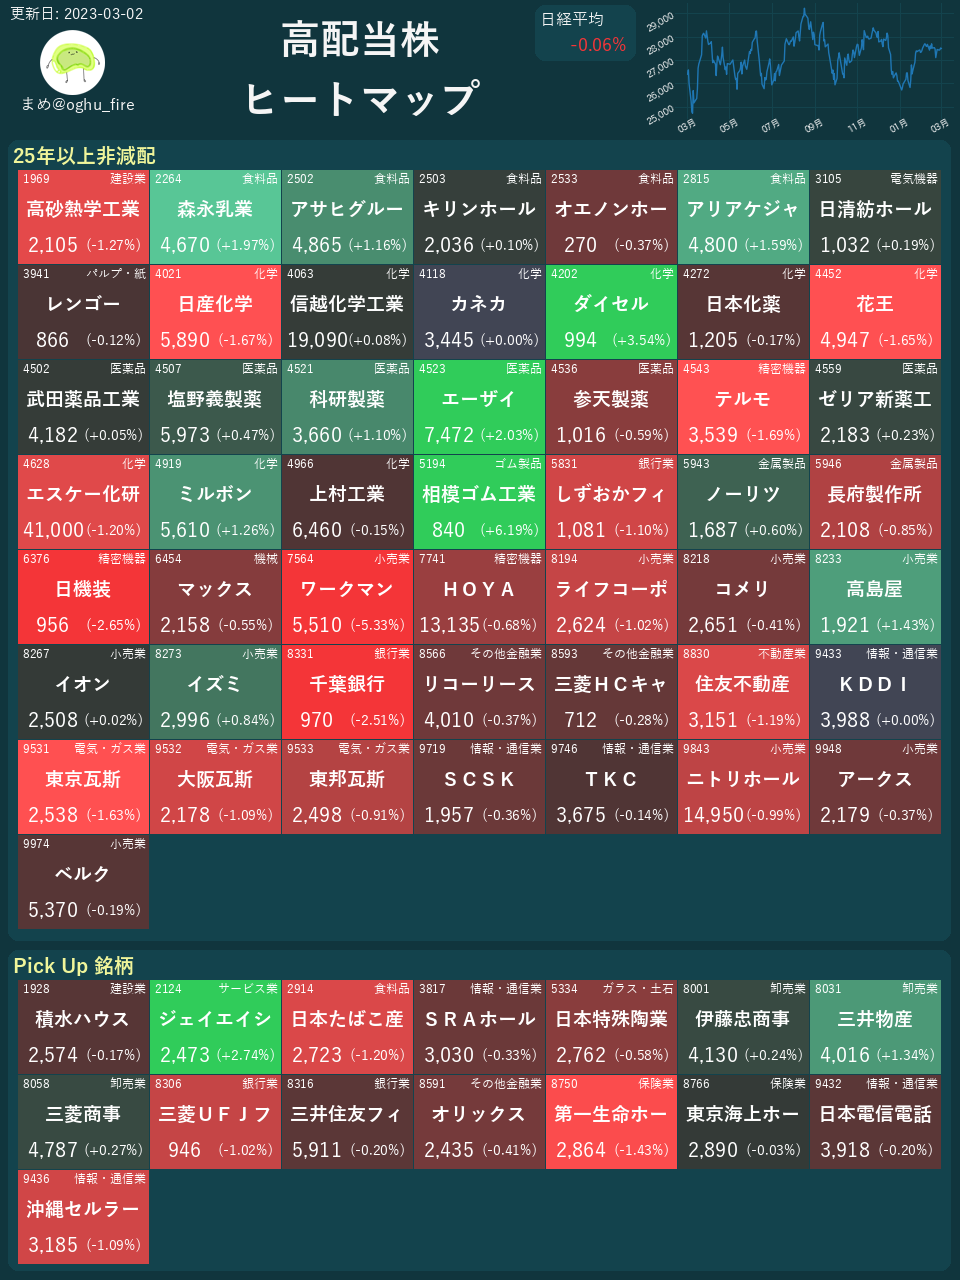 更新日: 2023-03-02
まめ@oghu_fire
高配当株
ヒートマップ
日経平均
-0.06%
29,000
28,000
27,000
26,000
25,000
03月 05月 07月 09月 11月 01月 03月
25年以上非減配
1969 建設業 2264 食料品 2502 食料品 2503 食料品 2533 食料品 2815 食料品 3105 電気機器
高砂熱学工業 森永乳業 アサヒグルー キリンホール オエノンホー アリアケジャ 日清紡ホール
2,105 (-1.27%) 4,670 (+1.97%) 4,865 (+1.16%) 2,036 (+0.10%) 270 (-0.37%) 4,800 (+1.59%) 1,032 (+0.19%)
3941 パルプ・紙 4021 化学 4063 化学 4118 化学 4202 化学 4272 化学 4452 化学
レンゴー 日産化学 信越化学工業 カネカ ダイセル 日本化薬 花王
866 (-0.12%) 5,890 (-1.67%) 19,090 (+0.08%) 3,445 (+0.00%) 994 (+3.54%) 1,205 (-0.17%) 4,947 (-1.65%)
4502 医薬品 4507 医薬品 4521 医薬品 4523 医薬品 4536 医薬品 4543 精密機器 4559 医薬品
武田薬品工業 塩野義製薬 科研製薬 エーザイ 参天製薬 テルモ ゼリア新薬工
4,182 (+0.05%) 5,973 (+0.47%) 3,660 (+1.10%) 7,472 (+2.03%) 1,016 (-0.59%) 3,539 (-1.69%) 2,183 (+0.23%)
4628 化学 4919 化学 4966 化学 5194 ゴム製品 5831 銀行業 5943 金属製品 5946 金属製品
エスケー化研 ミルボン 上村工業 相模ゴム工業 しずおかフィ ノーリツ 長府製作所
41,000 (-1.20%) 5,610 (+1.26%) 6,460 (-0.15%) 840 (+6.19%) 1,081 (-1.10%) 1,687 (+0.60%) 2,108 (-0.85%)
6376 精密機器 6454 機械 7564 小売業 7741 精密機器 8194 小売業 8218 小売業 8233 小売業
日機装 マックス ワークマン ＨＯＹＡ ライフコーポ コメリ 高島屋
956 (-2.65%) 2,158 (-0.55%) 5,510 (-5.33%) 13,135 (-0.68%) 2,624 (-1.02%) 2,651 (-0.41%) 1,921 (+1.43%)
8267 小売業 8273 小売業 8331 銀行業 8566 その他金融業 8593 その他金融業 8830 不動産業 9433 情報・通信業
イオン イズミ 千葉銀行 リコーリース 三菱ＨＣキャ 住友不動産 ＫＤＤＩ
2,508 (+0.02%) 2,996 (+0.84%) 970 (-2.51%) 4,010 (-0.37%) 712 (-0.28%) 3,151 (-1.19%) 3,988 (+0.00%)
9531 電気・ガス業 9532 電気・ガス業 9533 電気・ガス業 9719 情報・通信業 9746 情報・通信業 9843 小売業 9948 小売業
東京瓦斯 大阪瓦斯 東邦瓦斯 ＳＣＳＫ ＴＫＣ ニトリホール アークス
2,538 (-1.63%) 2,178 (-1.09%) 2,498 (-0.91%) 1,957 (-0.36%) 3,675 (-0.14%) 14,950 (-0.99%) 2,179 (-0.37%)
9974 小売業
ベルク
5,370 (-0.19%)
Pick Up 銘柄
1928 建設業 2124 サービス業 2914 食料品 3817 情報・通信業 5334 ガラス・土石 8001 卸売業 8031 卸売業
積水ハウス ジェイエイシ 日本たばこ産 ＳＲＡホール 日本特殊陶業 伊藤忠商事 三井物産
2,574 (-0.17%) 2,473 (+2.74%) 2,723 (-1.20%) 3,030 (-0.33%) 2,762 (-0.58%) 4,130 (+0.24%) 4,016 (+1.34%)
8058 卸売業 8306 銀行業 8316 銀行業 8591 その他金融業 8750 保険業 8766 保険業 9432 情報・通信業
三菱商事 三菱ＵＦＪフ 三井住友フィ オリックス 第一生命ホー 東京海上ホー 日本電信電話
4,787 (+0.27%) 946 (-1.02%) 5,911 (-0.20%) 2,435 (-0.41%) 2,864 (-1.43%) 2,890 (-0.03%) 3,918 (-0.20%)
9436 情報・通信業
沖縄セルラー
3,185 (-1.09%)